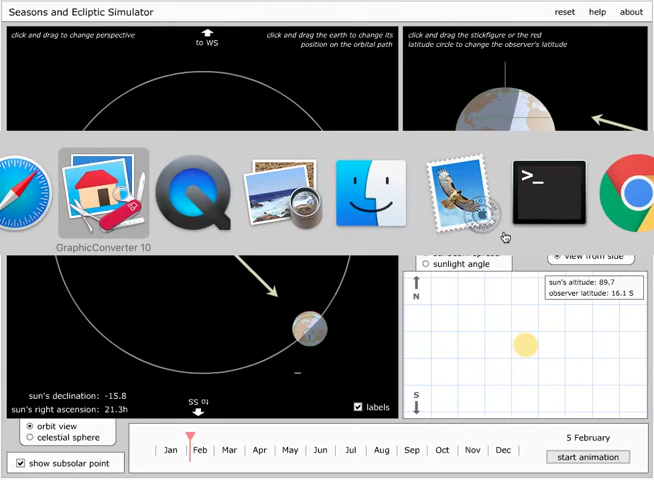 Seasons and Ecliptic Simulator
reset help about
click and drag to change perspective
to WS
click and drag the earth to change its
position on the orbital path
click and drag the stickfigure or the red
latitude circle to change the observer's latitude
>_
GraphicConverter 10
view from side
sunlight angle
sun's altitude: 89.7
observer latitude: 16.1 S
N
S
sun's declination: -15.8
sun's right ascension: 21.3h
to SS
labels
orbit view
celestial sphere
show subsolar point
Jan Feb Mar Apr May Jun Jul Aug Sep Oct Nov Dec
5 February
start animation